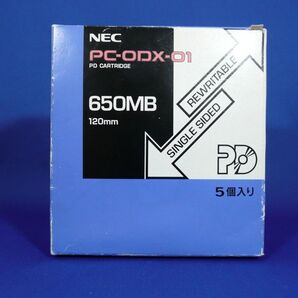 NEC
PC-ODX-01
PD CARTRIDGE
650MB
120mm
REWRITABLE
SINGLE SIDED
PD
5個入り